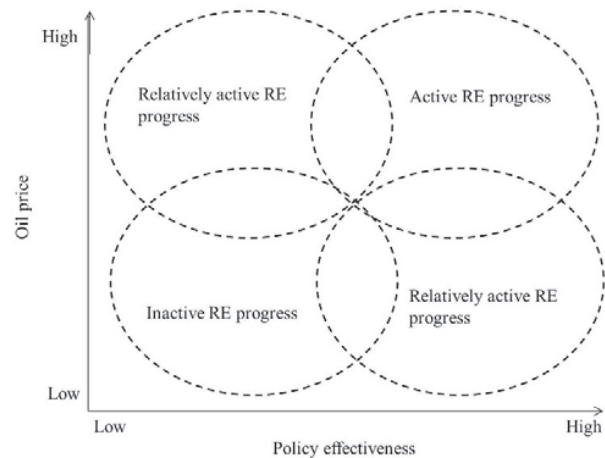 High
Relatively active RE
progress
Active RE progress
Oil price
Inactive RE progress
Relatively active RE
progress
Low
Low
High
Policy effectiveness